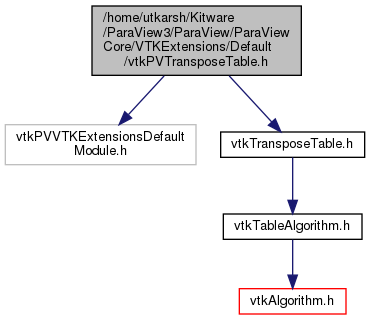 /home/utkarsh/Kitware
/ParaView3/ParaView/ParaView
Core/VTKExtensions/Default
/vtkPVTransposeTable.h
vtkPVVTKExtensionsDefault
Module.h
vtkTransposeTable.h
vtkTableAlgorithm.h
vtkAlgorithm.h